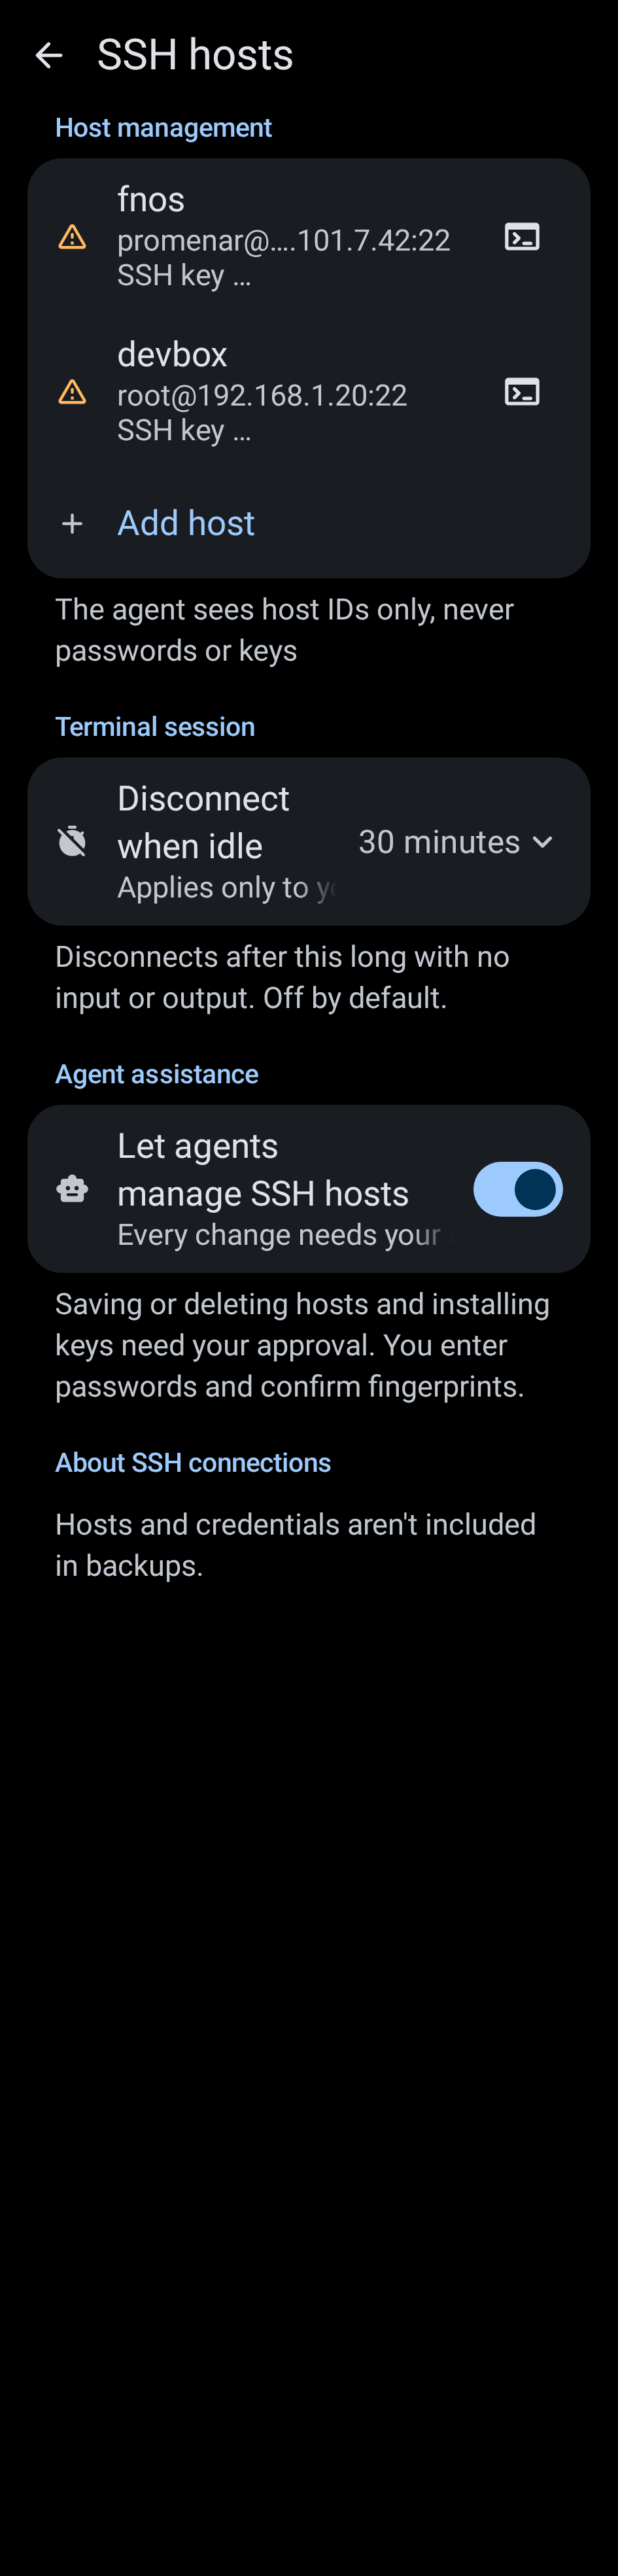 SSH hosts
Host management
fnos
promenar@....101.7.42:22
SSH key ...
devbox
root@192.168.1.20:22
SSH key ...
Add host
The agent sees host IDs only, never
passwords or keys
Terminal session
Disconnect
when idle
30 minutes
Applies only to
Disconnects after this long with no
input or output. Off by default.
Agent assistance
Let agents
manage SSH hosts
Every change needs your
Saving or deleting hosts and installing
keys need your approval. You enter
passwords and confirm fingerprints.
About SSH connections
Hosts and credentials aren't included
in backups.